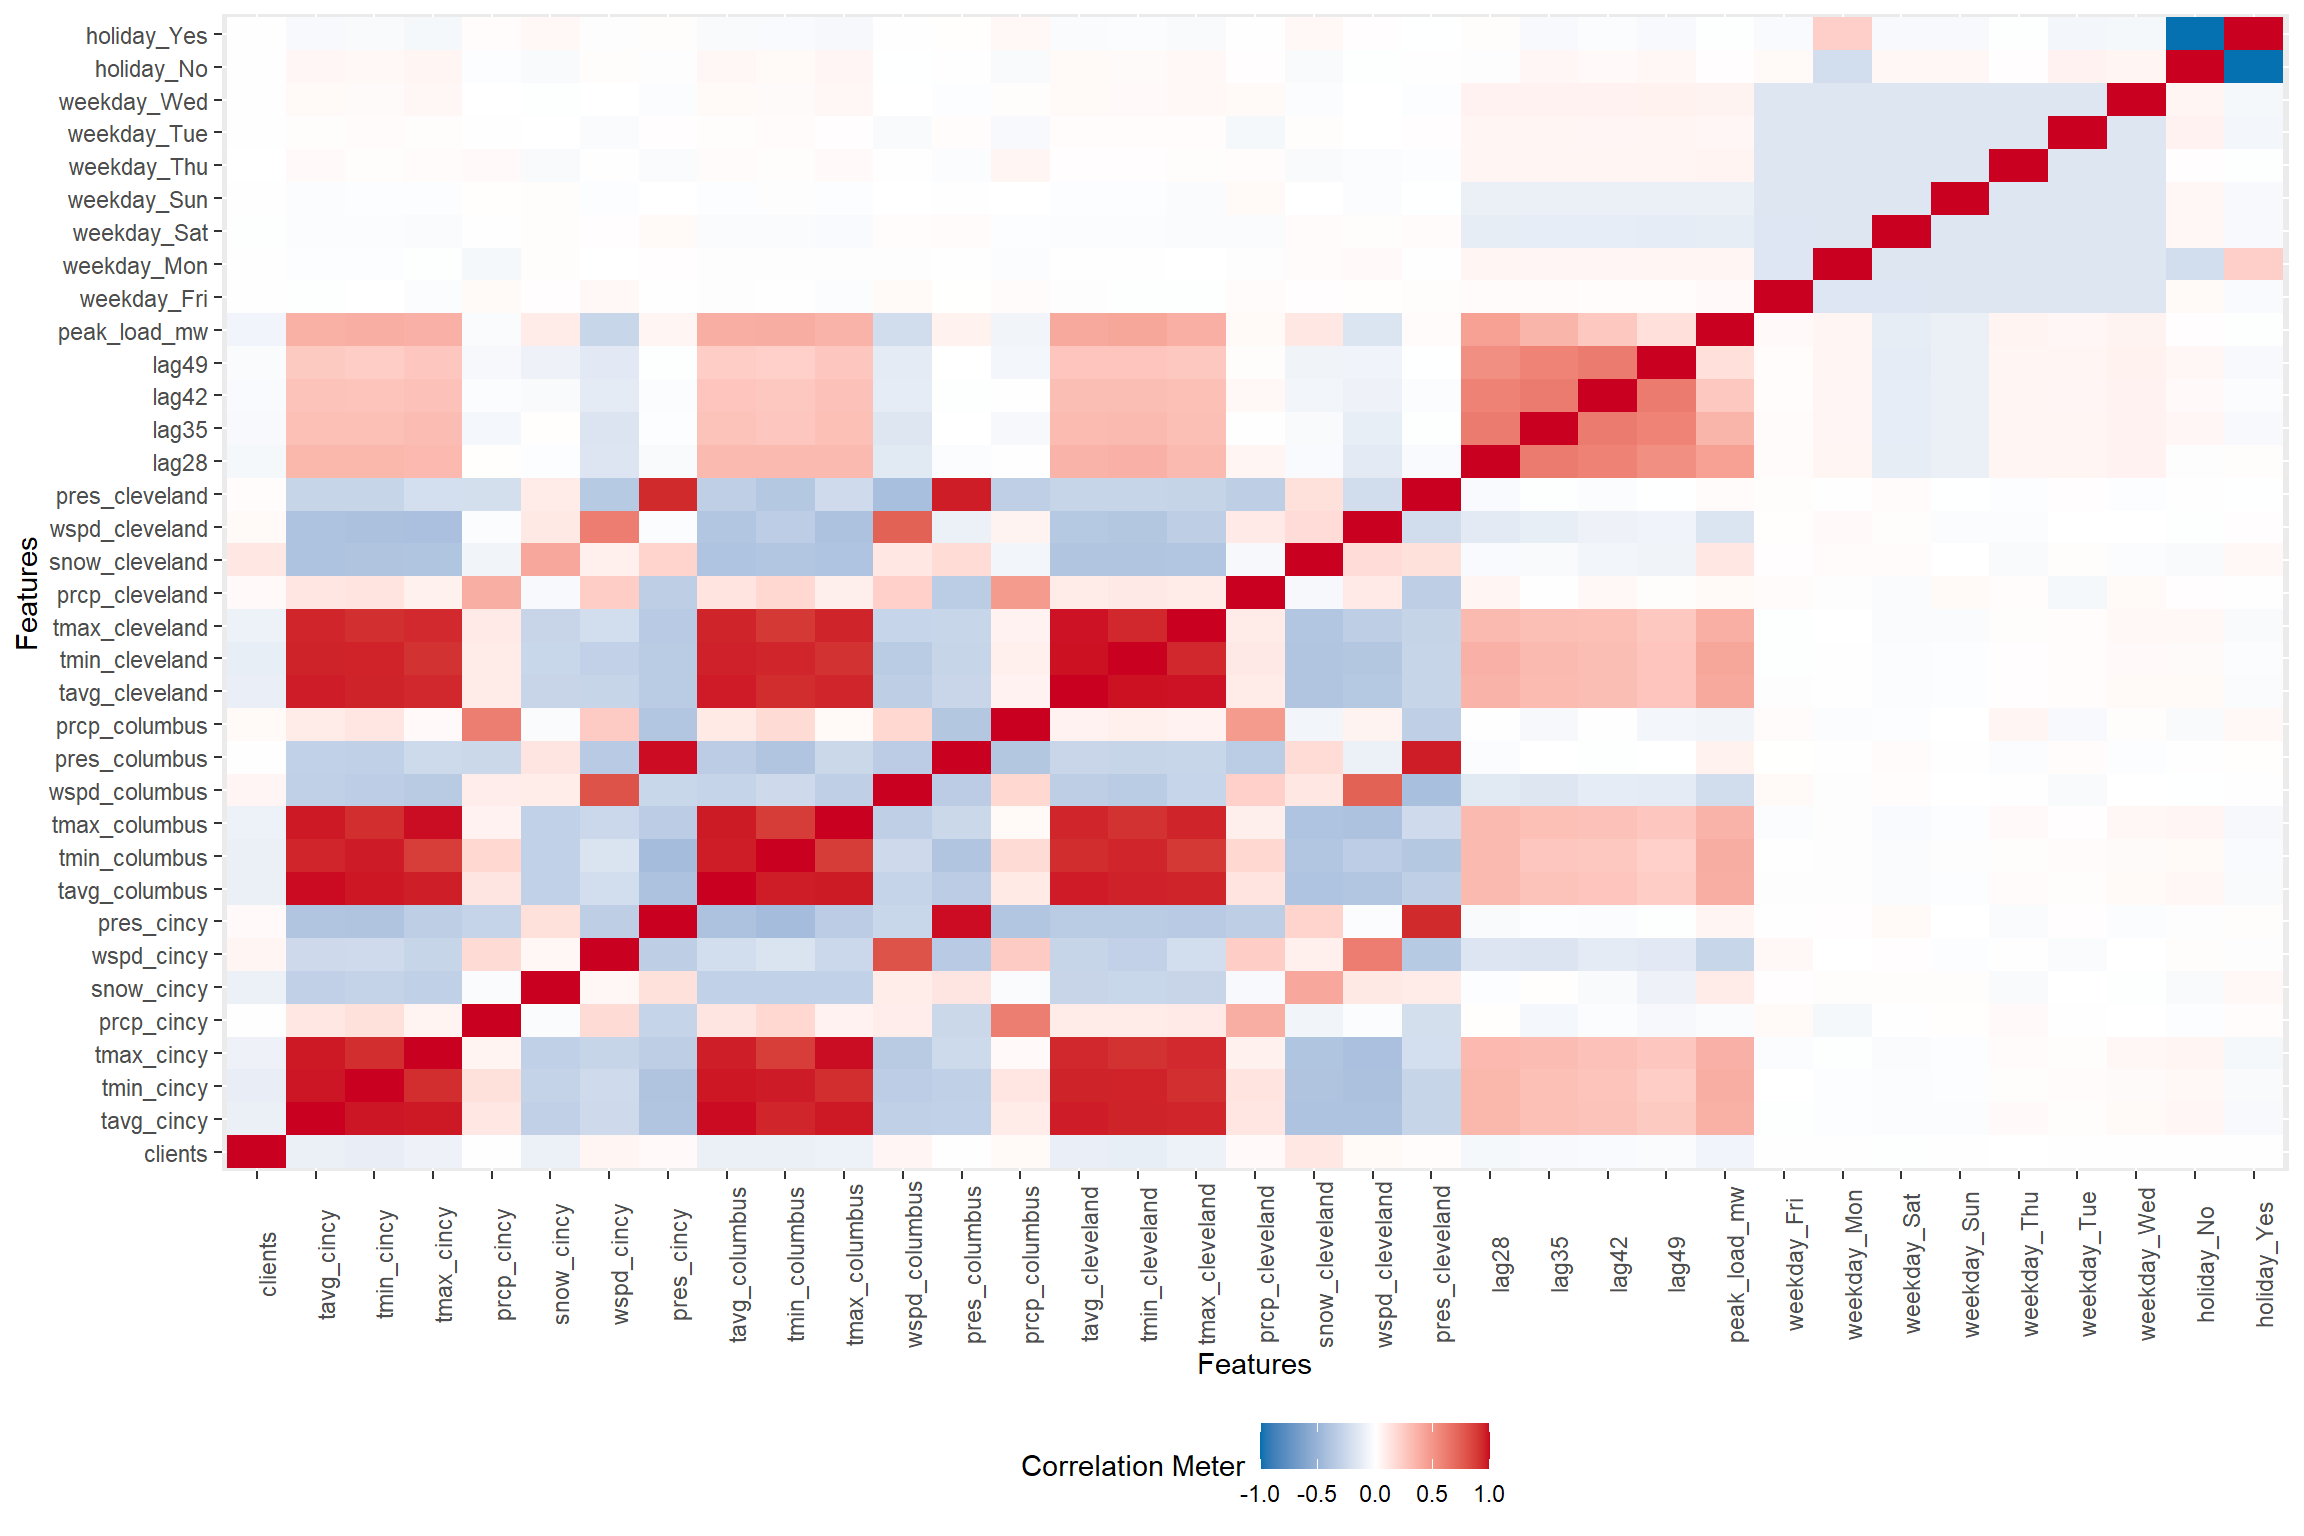 holiday_Yes
holiday_No
weekday_Wed
weekday_Tue
weekday_Thu
weekday_Sun
weekday_Sat
weekday_Mon
weekday_Fri
peak_load_mw
lag49
lag42
lag35
lag28
pres_cleveland
wspd_cleveland
snow_cleveland
prcp_cleveland
tmax_cleveland
tmin_cleveland
tavg_cleveland
prcp_columbus
pres_columbus
wspd_columbus
tmax_columbus
tmin_columbus
tavg_columbus
pres_cincy
wspd_cincy
snow_cincy
prcp_cincy
tmax_cincy
tmin_cincy
tavg_cincy
clients
Features
clients
tavg_cincy
tmin_cincy
tmax_cincy
prcp_cincy
snow_cincy
wspd_cincy
pres_cincy
tavg_columbus
tmin_columbus
tmax_columbus
wspd_columbus
pres_columbus
prcp_columbus
tavg_cleveland
tmin_cleveland
tmax_cleveland
prcp_cleveland
snow_cleveland
wspd_cleveland
pres_cleveland
lag28
lag35
lag42
lag49
peak_load_mw
weekday_Fri
weekday_Mon
weekday_Sat
weekday_Sun
weekday_Thu
weekday_Tue
weekday_Wed
holiday_No
holiday_Yes
Features
Correlation Meter
-1.0 -0.5 0.0 0.5 1.0